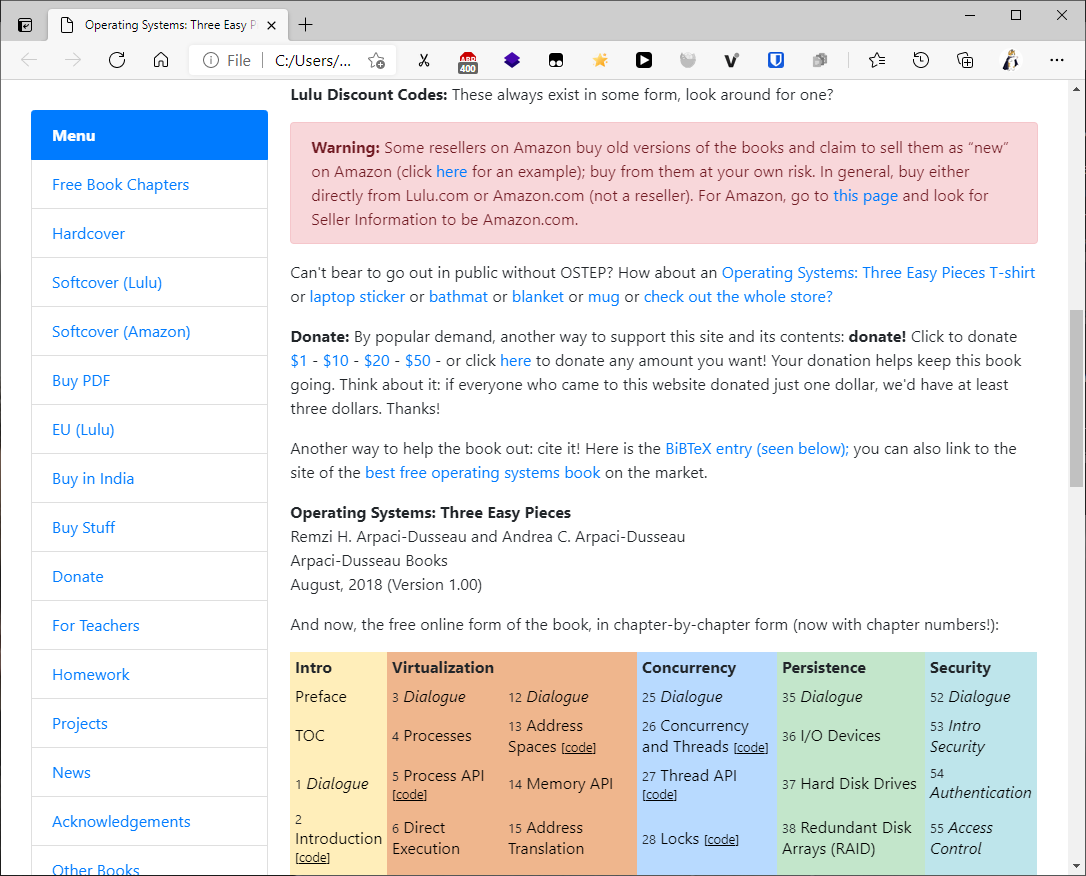 Operating Systems: Three Easy P
File
C:/Users/...
ABP
400
Menu
Free Book Chapters
Hardcover
Softcover (Lulu)
Softcover (Amazon)
Buy PDF
EU (Lulu)
Buy in India
Buy Stuff
Donate
For Teachers
Homework
Projects
News
Acknowledgements
Other Books
Lulu Discount Codes: These always exist in some form, look around for one?
Warning: Some resellers on Amazon buy old versions of the books and claim to sell them as “new”
on Amazon (click here for an example); buy from them at your own risk. In general, buy either
directly from Lulu.com or Amazon.com (not a reseller). For Amazon, go to this page and look for
Seller Information to be Amazon.com.
Can't bear to go out in public without OSTEP? How about an Operating Systems: Three Easy Pieces T-shirt
or laptop sticker or bathmat or blanket or mug or check out the whole store?
Donate: By popular demand, another way to support this site and its contents: donate! Click to donate
$1 - $10 - $20 - $50 - or click here to donate any amount you want! Your donation helps keep this book
going. Think about it: if everyone who came to this website donated just one dollar, we'd have at least
three dollars. Thanks!
Another way to help the book out: cite it! Here is the BiBTeX entry (seen below); you can also link to the
site of the best free operating systems book on the market.
Operating Systems: Three Easy Pieces
Remzi H. Arpaci-Dusseau and Andrea C. Arpaci-Dusseau
Arpaci-Dusseau Books
August, 2018 (Version 1.00)
And now, the free online form of the book, in chapter-by-chapter form (now with chapter numbers!):
Intro
Virtualization
Concurrency
Persistence
Security
Preface
3 Dialogue
12 Dialogue
25 Dialogue
35 Dialogue
52 Dialogue
TOC
4 Processes
13 Address
Spaces [code]
26 Concurrency
and Threads [code]
36 I/O Devices
53 Intro
Security
1 Dialogue
5 Process API
[code]
14 Memory API
27 Thread API
[code]
37 Hard Disk Drives
54
Authentication
2
Introduction
[code]
6 Direct
Execution
15 Address
Translation
28 Locks [code]
38 Redundant Disk
Arrays (RAID)
55 Access
Control